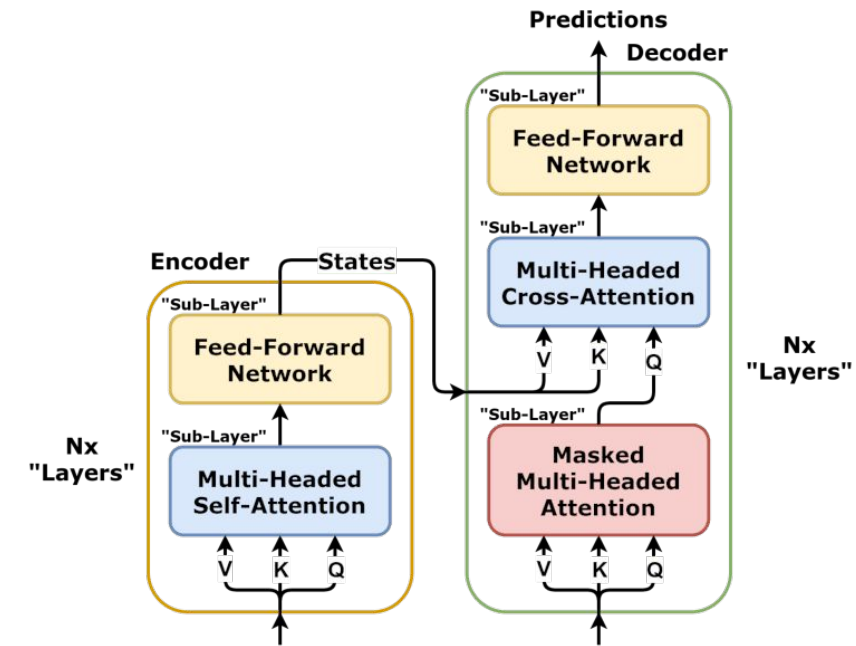 Predictions
Decoder
"Sub-Layer"
Feed-Forward
Network
"Sub-Layer"
Multi-Headed
Cross-Attention
V K Q
"Sub-Layer"
Masked
Multi-Headed
Attention
V K Q
Nx
"Layers"
Encoder
States
"Sub-Layer"
Feed-Forward
Network
"Sub-Layer"
Multi-Headed
Self-Attention
V K Q
Nx
"Layers"